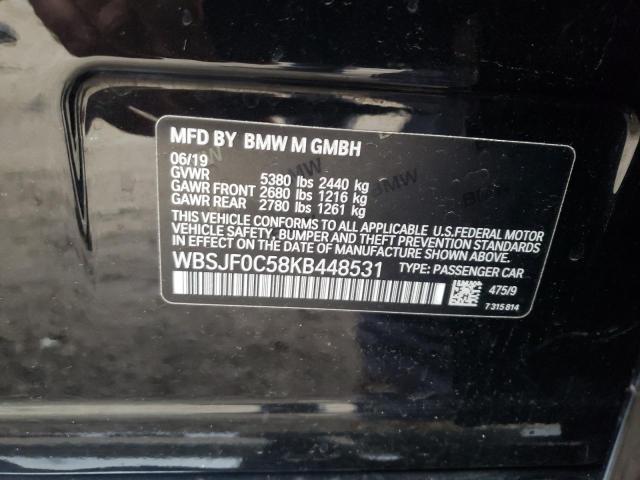 MFD BY BMW M GMBH
06/19
GVWR 5380 lbs 2440 kg
GAWR FRONT 2680 lbs 1216 kg
GAWR REAR 2780 lbs 1261 kg
THIS VEHICLE CONFORMS TO ALL APPLICABLE U.S.FEDERAL MOTOR
VEHICLE SAFETY, BUMPER AND THEFT PREVENTION STANDARDS
IN EFFECT ON THE DATE OF MANUFACTURE SHOWN ABOVE.
WBSJF0C58KB448531 TYPE: PASSENGER CAR
475/9
7 315 814
BMW